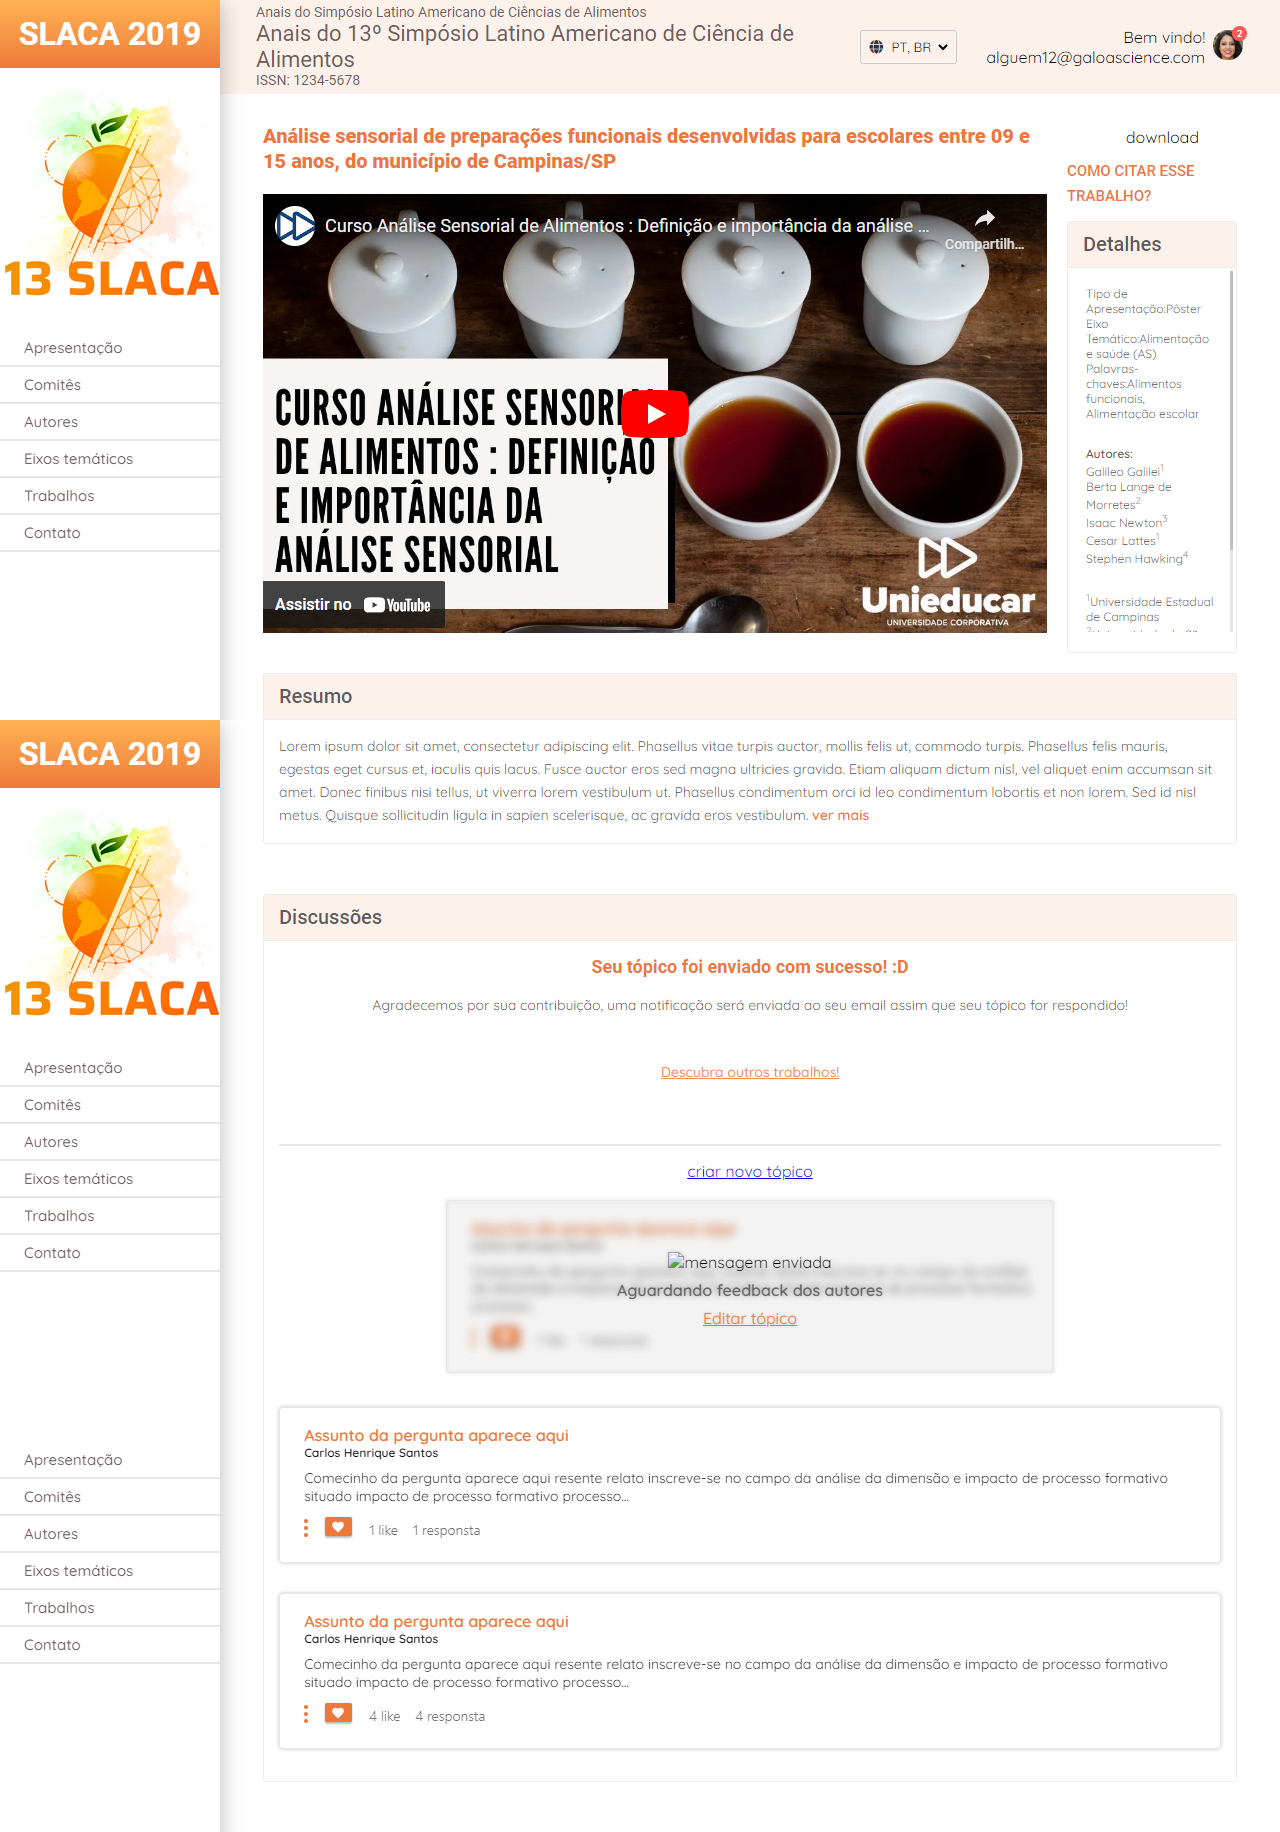 SLACA 2019
13 SLACA
Apresentação
Comitês
Autores
Eixos temáticos
Trabalhos
Contato
SLACA 2019
13 SLACA
Apresentação
Comitês
Autores
Eixos temáticos
Trabalhos
Contato
Apresentação
Comitês
Autores
Eixos temáticos
Trabalhos
Contato
Anais do Simpósio Latino Americano de Ciências de Alimentos
Anais do 13º Simpósio Latino Americano de Ciência de
Alimentos
ISSN: 1234-5678
PT, BR
Bem vindo!
alguem12@galoascience.com
2
Análise sensorial de preparações funcionais desenvolvidas para escolares entre 09 e
15 anos, do município de Campinas/SP
Curso Análise Sensorial de Alimentos : Definição e importância da análise ...
Compartilh...
CURSO ANÁLISE SENSORI
DE ALIMENTOS : DEFINIÇÃO
E IMPORTÂNCIA DA
ANÁLISE SENSORIAL
Assistir no YouTube
Unieducar
UNIVERSIDADE CORPORATIVA
download
COMO CITAR ESSE
TRABALHO?
Detalhes
Tipo de
Apresentação:Pôster
Eixo
Temático:Alimentação
e saúde (AS)
Palavras-
chaves:Alimentos
funcionais,
Alimentação escolar
Autores:
Galileo Galilei1
Berta Lange de
Morretes2
Isaac Newton3
Cesar Lattes1
Stephen Hawking4
1Universidade Estadual
de Campinas
Resumo
Lorem ipsum dolor sit amet, consectetur adipiscing elit. Phasellus vitae turpis auctor, mollis felis ut, commodo turpis. Phasellus felis mauris,
egestas eget cursus et, iaculis quis lacus. Fusce auctor eros sed magna ultricies gravida. Etiam aliquam dictum nisl, vel aliquet enim accumsan sit
amet. Donec finibus nisi tellus, ut viverra lorem vestibulum ut. Phasellus condimentum orci id leo condimentum lobortis et non lorem. Sed id nisl
metus. Quisque sollicitudin ligula in sapien scelerisque, ac gravida eros vestibulum. ver mais
Discussões
Seu tópico foi enviado com sucesso! :D
Agradecemos por sua contribuição, uma notificação será enviada ao seu email assim que seu tópico for respondido!
Descubra outros trabalhos!
criar novo tópico
mensagem enviada
Aguardando feedback dos autores
Editar tópico
Assunto da pergunta aparece aqui
Carlos Henrique Santos
Comecinho da pergunta aparece aqui resente relato inscreve-se no campo da análise da dimensão e impacto de processo formativo
situado impacto de processo formativo processo...
1 like 1 responsta
Assunto da pergunta aparece aqui
Carlos Henrique Santos
Comecinho da pergunta aparece aqui resente relato inscreve-se no campo da análise da dimensão e impacto de processo formativo
situado impacto de processo formativo processo...
4 like 4 responsta